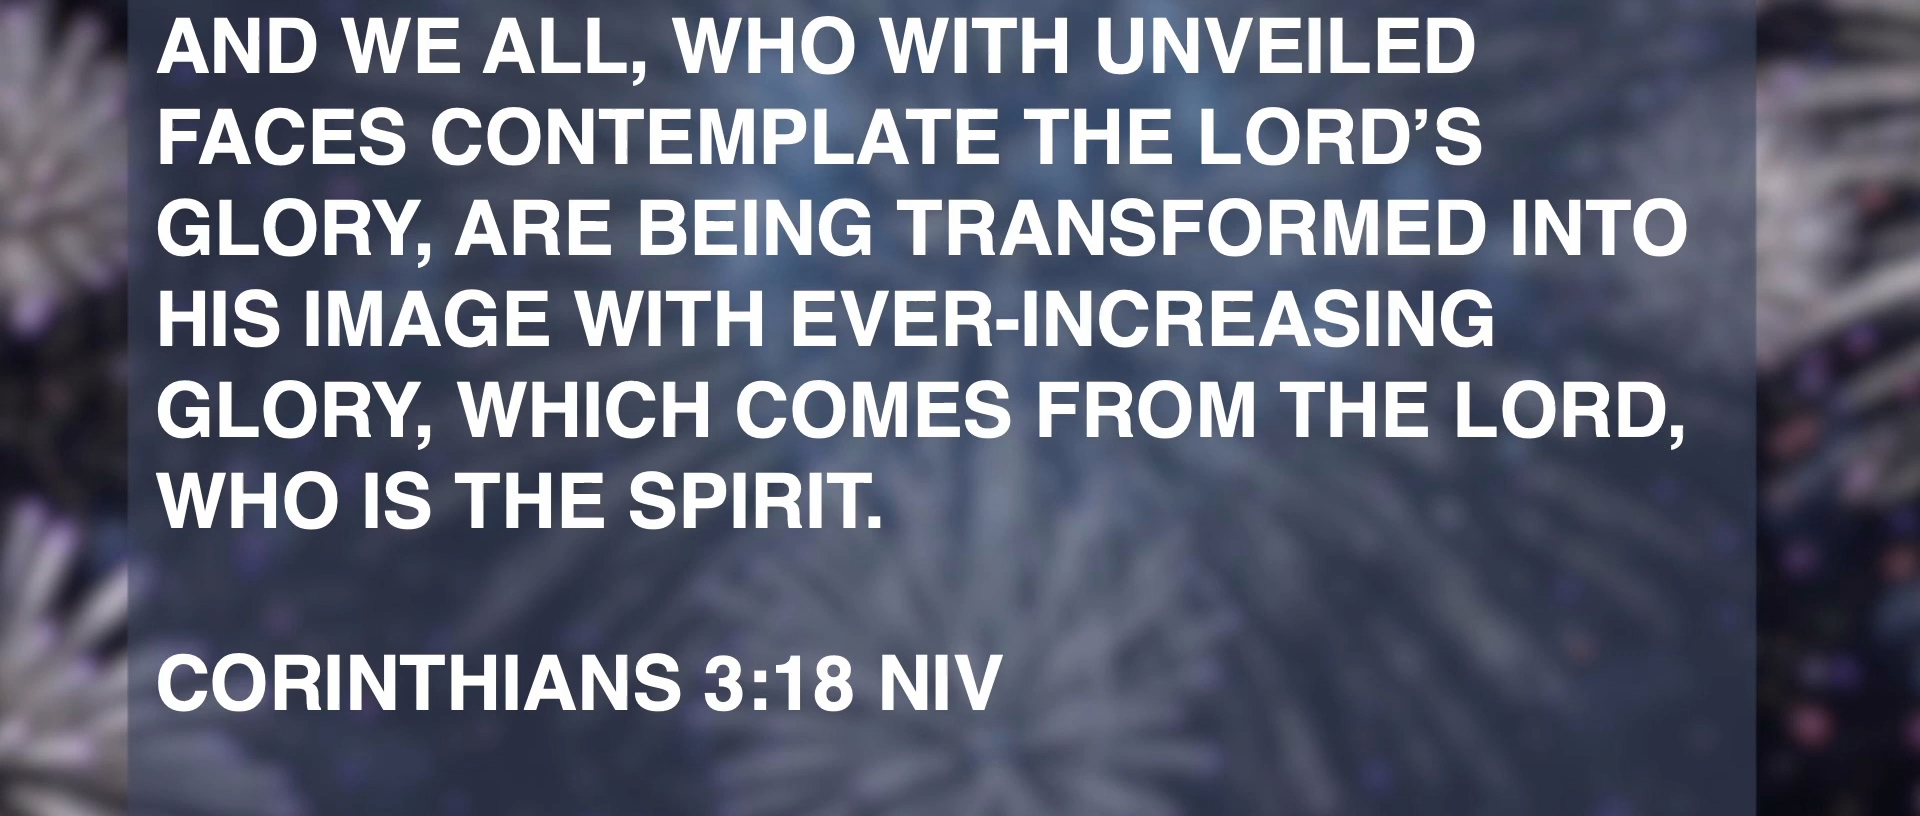 AND WE ALL, WHO WITH UNVEILED
FACES CONTEMPLATE THE LORD’S
GLORY, ARE BEING TRANSFORMED INTO
HIS IMAGE WITH EVER-INCREASING
GLORY, WHICH COMES FROM THE LORD,
WHO IS THE SPIRIT.
CORINTHIANS 3:18 NIV